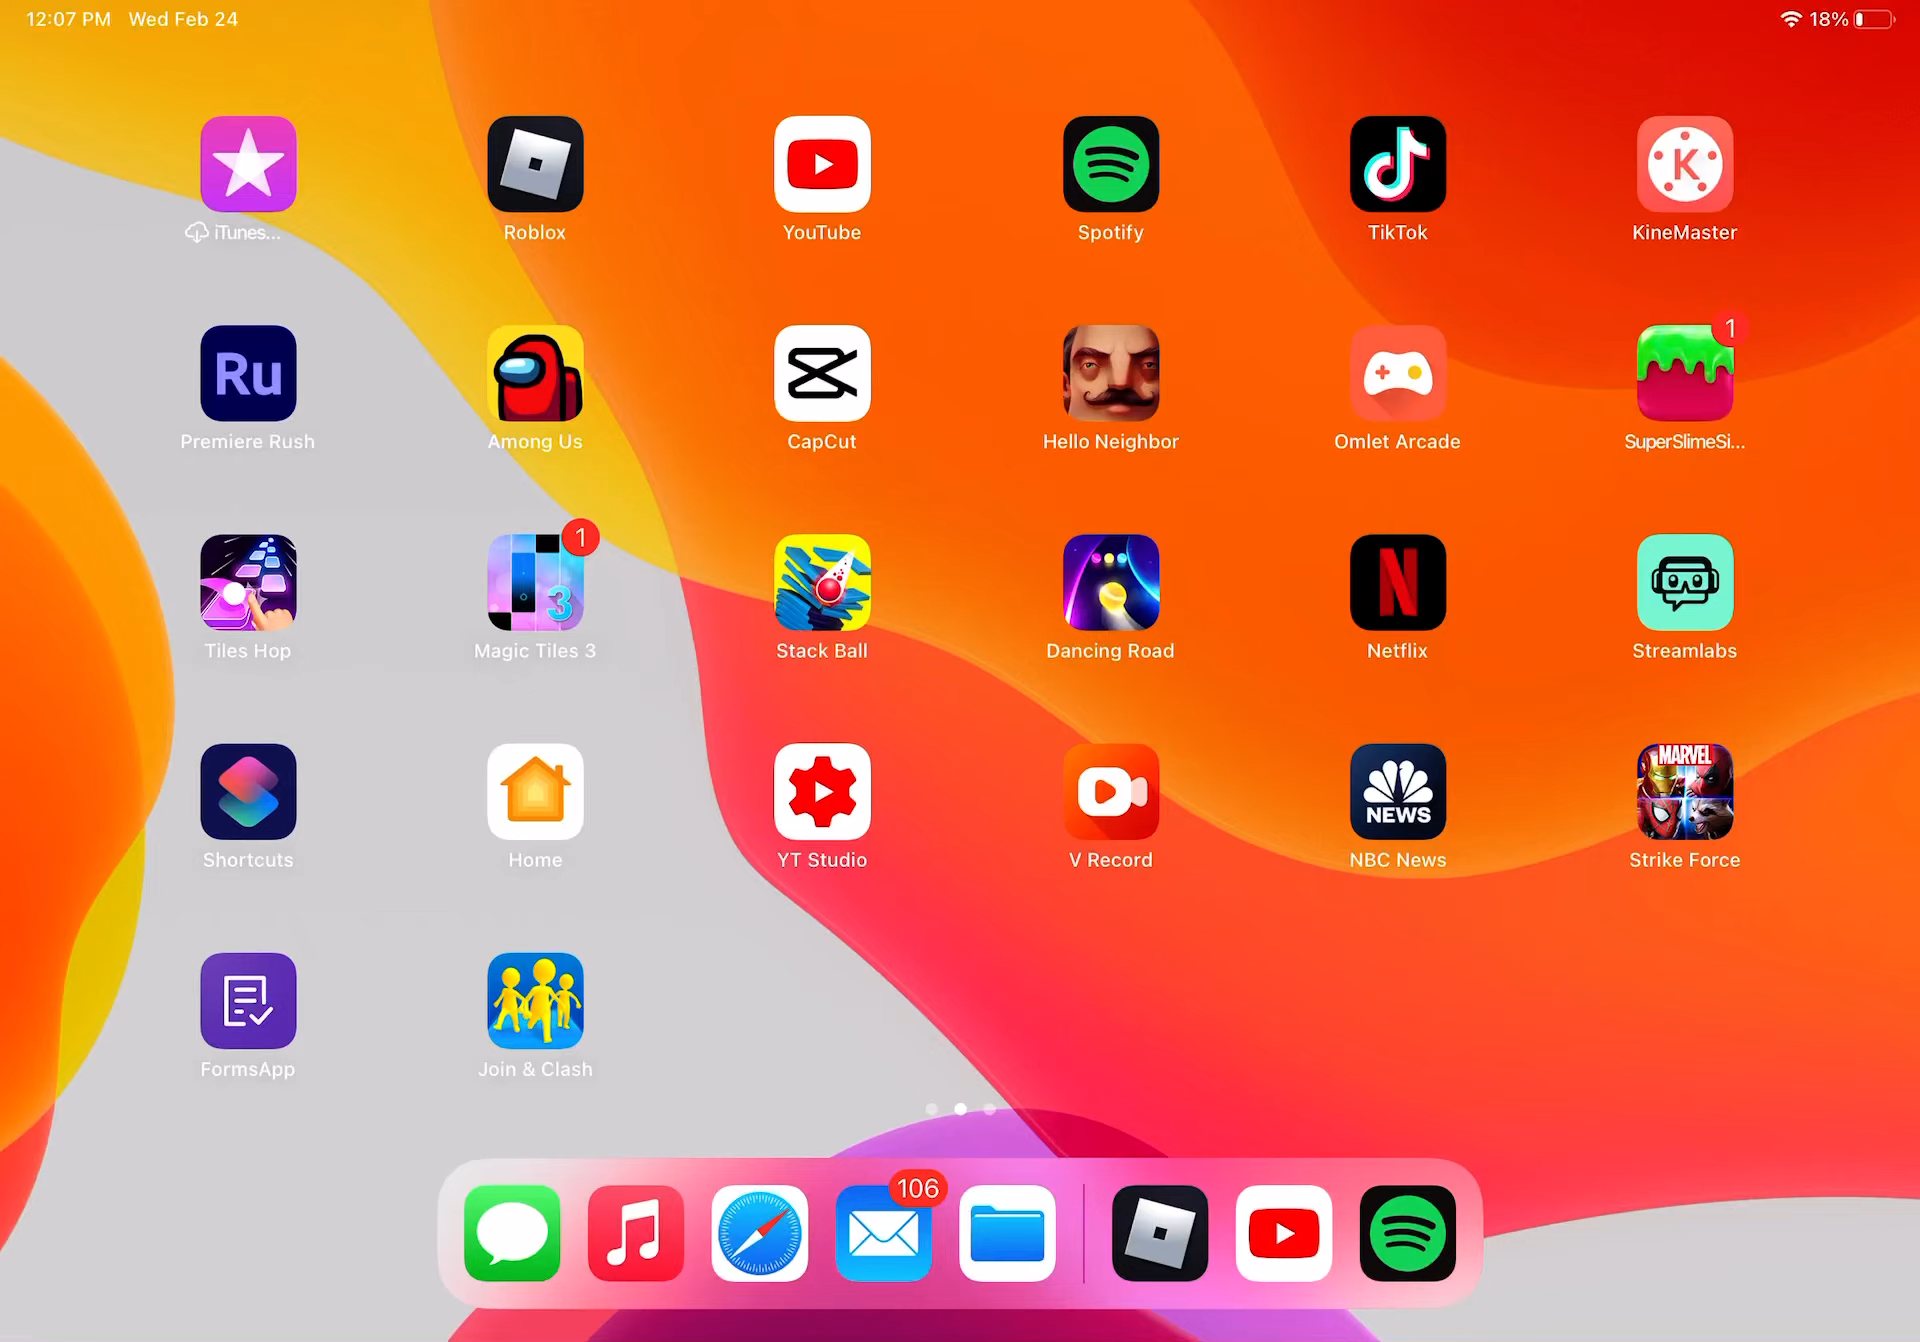 12:07 PM Wed Feb 24
18%
iTunes...
Roblox
YouTube
Spotify
TikTok
K
KineMaster
Ru
Premiere Rush
Among Us
CapCut
Hello Neighbor
Omlet Arcade
1
SuperSlimeSi...
Tiles Hop
1
3
Magic Tiles 3
Stack Ball
Dancing Road
N
Netflix
Streamlabs
Shortcuts
Home
YT Studio
V Record
NEWS
NBC News
MARVEL
Strike Force
FormsApp
Join & Clash
106